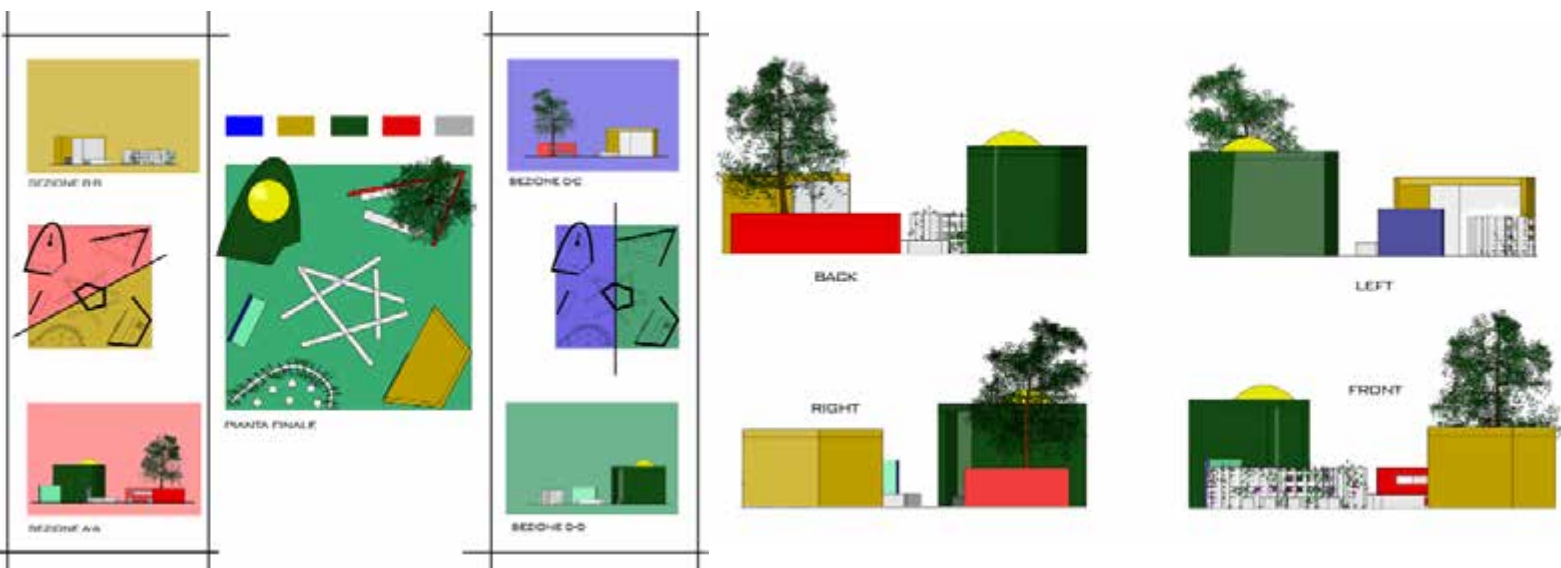 SEZIONE B-B
SEZIONE A-A
PIANTA FINALE
SEZIONE C-C
SEZIONE D-D
BACK
LEFT
RIGHT
FRONT